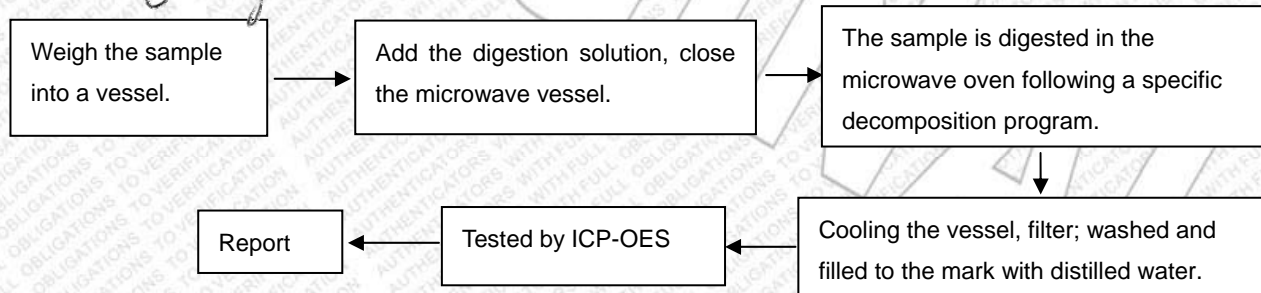 Weigh the sample
into a vessel.
Add the digestion solution, close
the microwave vessel.
The sample is digested in the
microwave oven following a specific
decomposition program.
Cooling the vessel, filter; washed and
filled to the mark with distilled water.
Tested by ICP-OES
Report